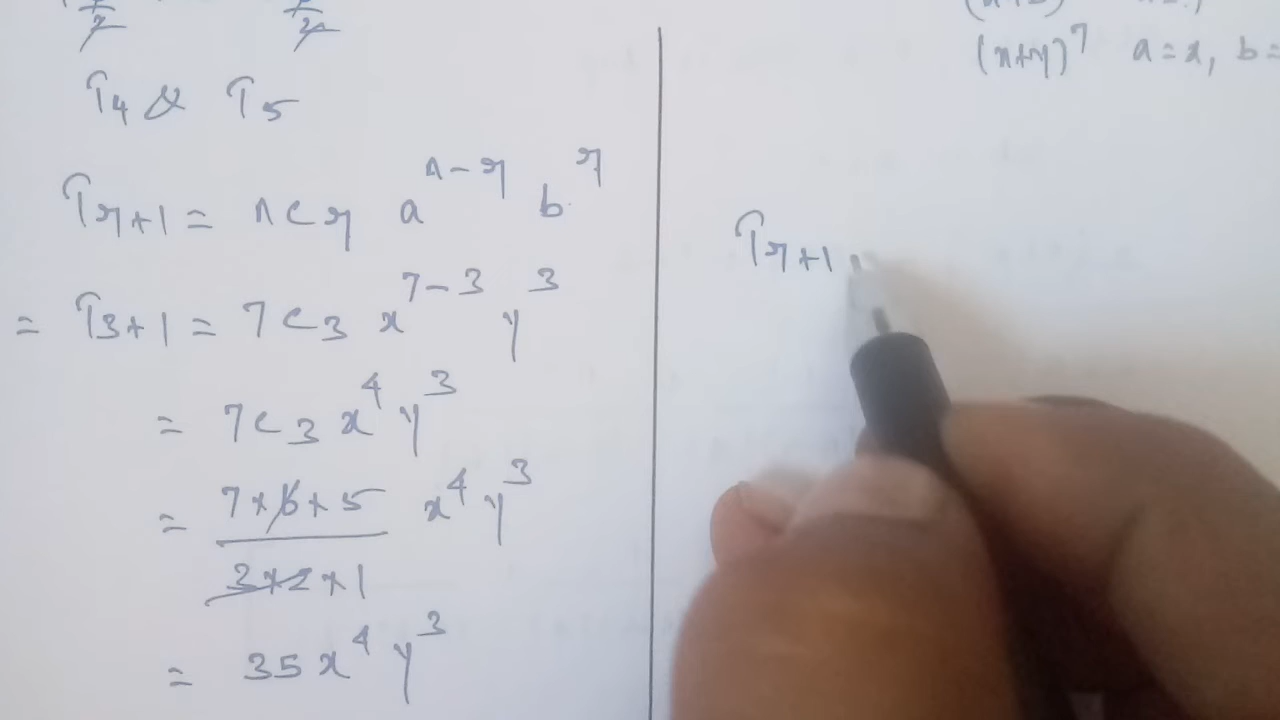 T4 & T5
Tr+1 = nCr a^n-r b^r
= T3+1 = 7C3 x^7-3 y^3
= 7C3 x^4 y^3
= 7×6×5 x^4 y^3
3×2×1
= 35x^4 y^3
(x+y)^7 a=x, b=
Tr+1